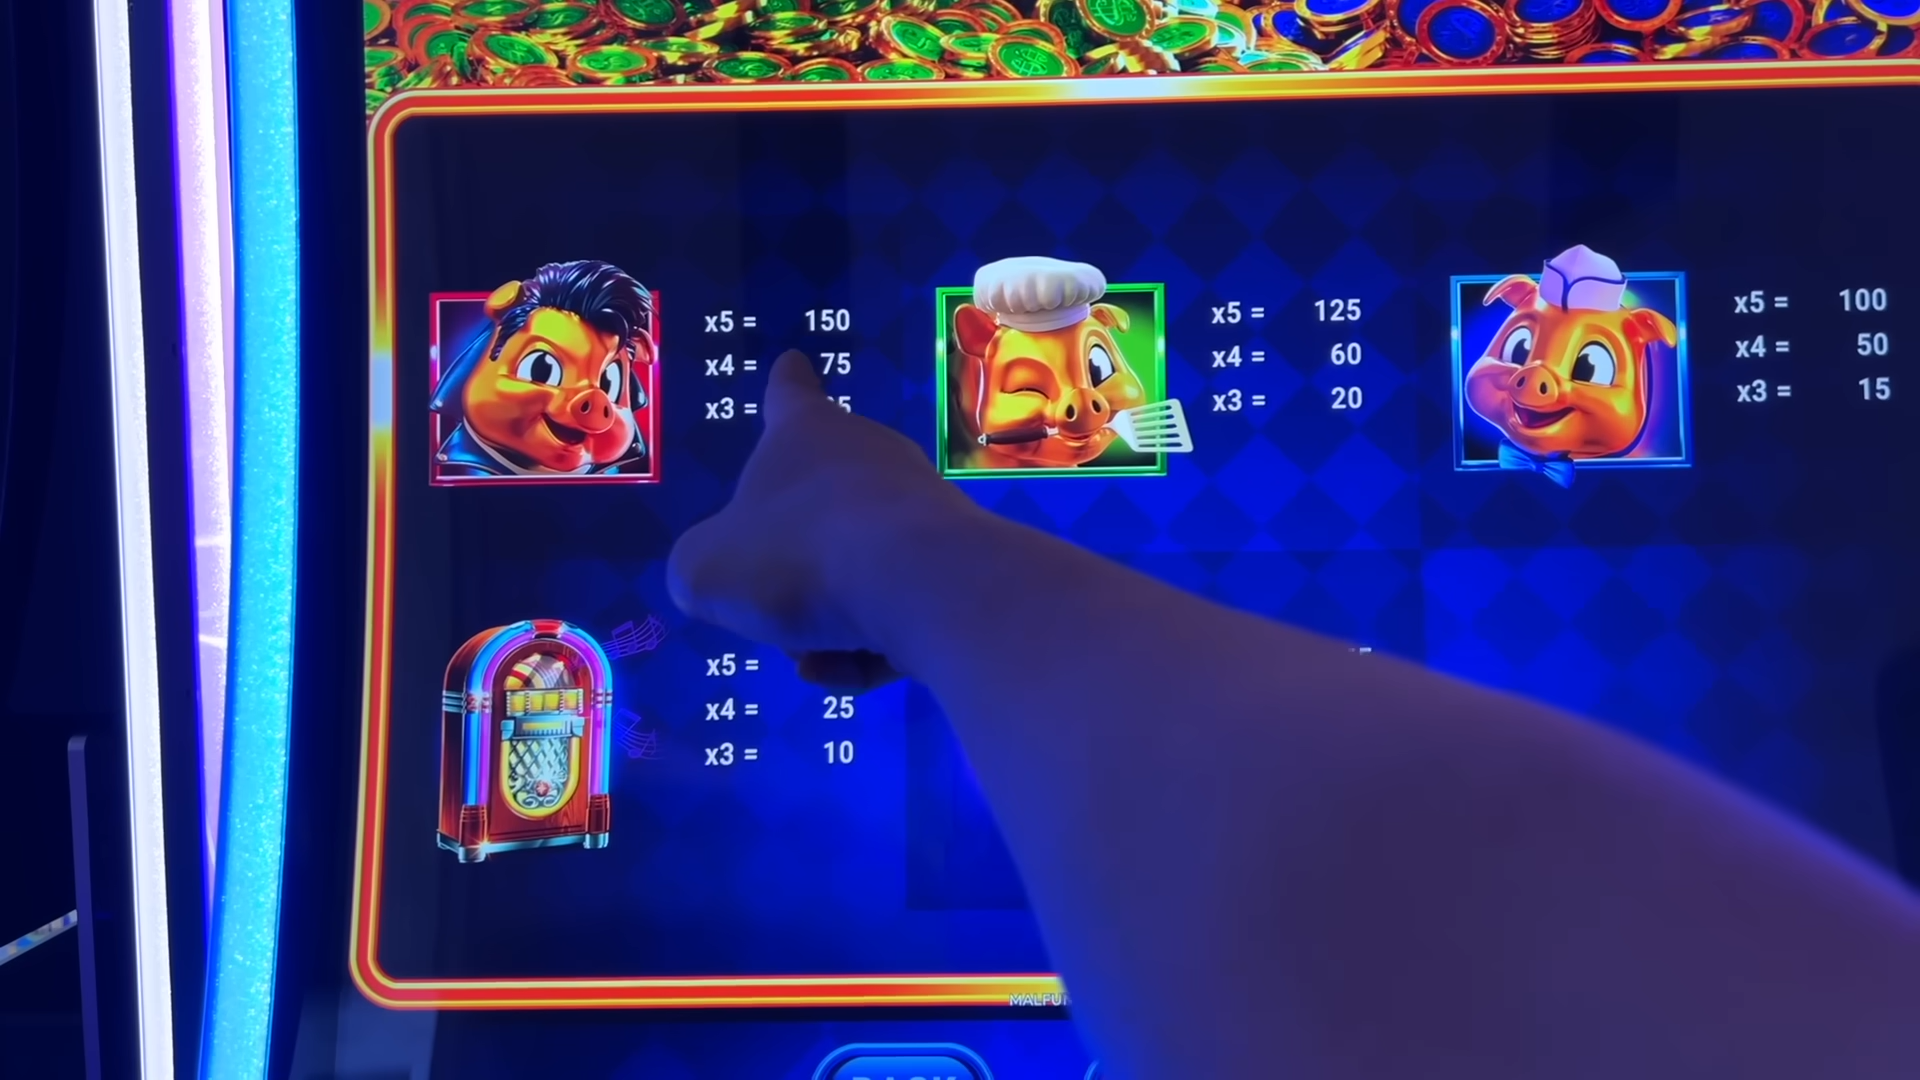 x5 = 150
x4 = 75
x3 =
x5 = 125
x4 = 60
x3 = 20
x5 = 100
x4 = 50
x3 = 15
x5 =
x4 = 25
x3 = 10